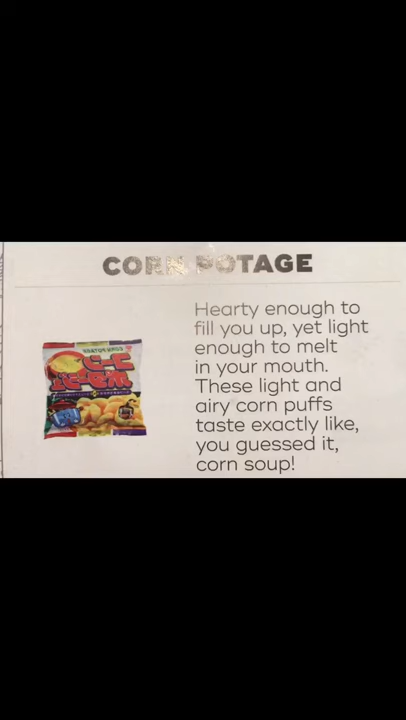 CORN POTAGE
Hearty enough to
fill you up, yet light
enough to melt
in your mouth.
These light and
airy corn puffs
taste exactly like,
you guessed it,
corn soup!